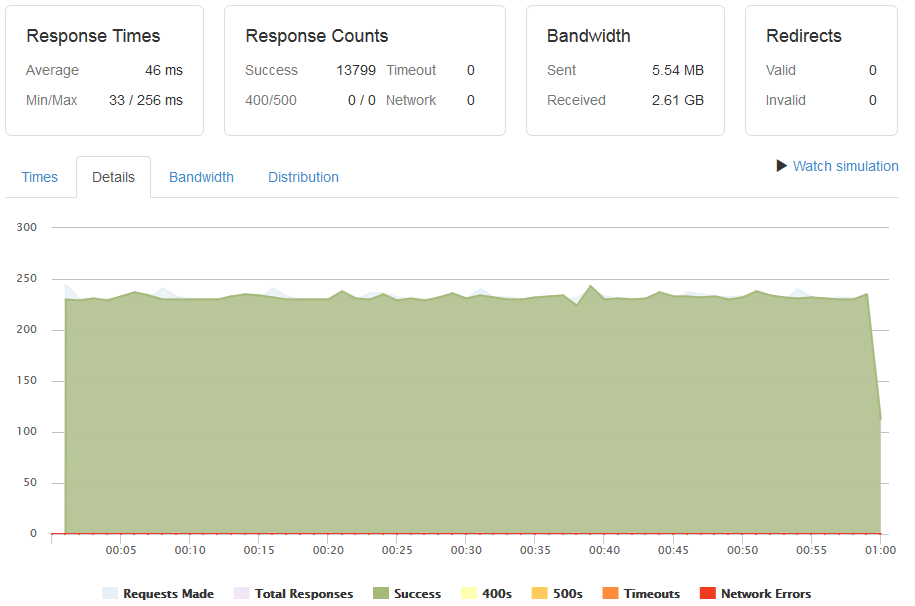 Response Times
Average 46 ms
Min/Max 33 / 256 ms
Response Counts
Success 13799 Timeout 0
400/500 0 / 0 Network 0
Bandwidth
Sent 5.54 MB
Received 2.61 GB
Redirects
Valid 0
Invalid 0
Watch simulation
Times Details Bandwidth Distribution
300
250
200
150
100
50
0
00:05 00:10 00:15 00:20 00:25 00:30 00:35 00:40 00:45 00:50 00:55 01:00
Requests Made Total Responses Success 400s 500s Timeouts Network Errors